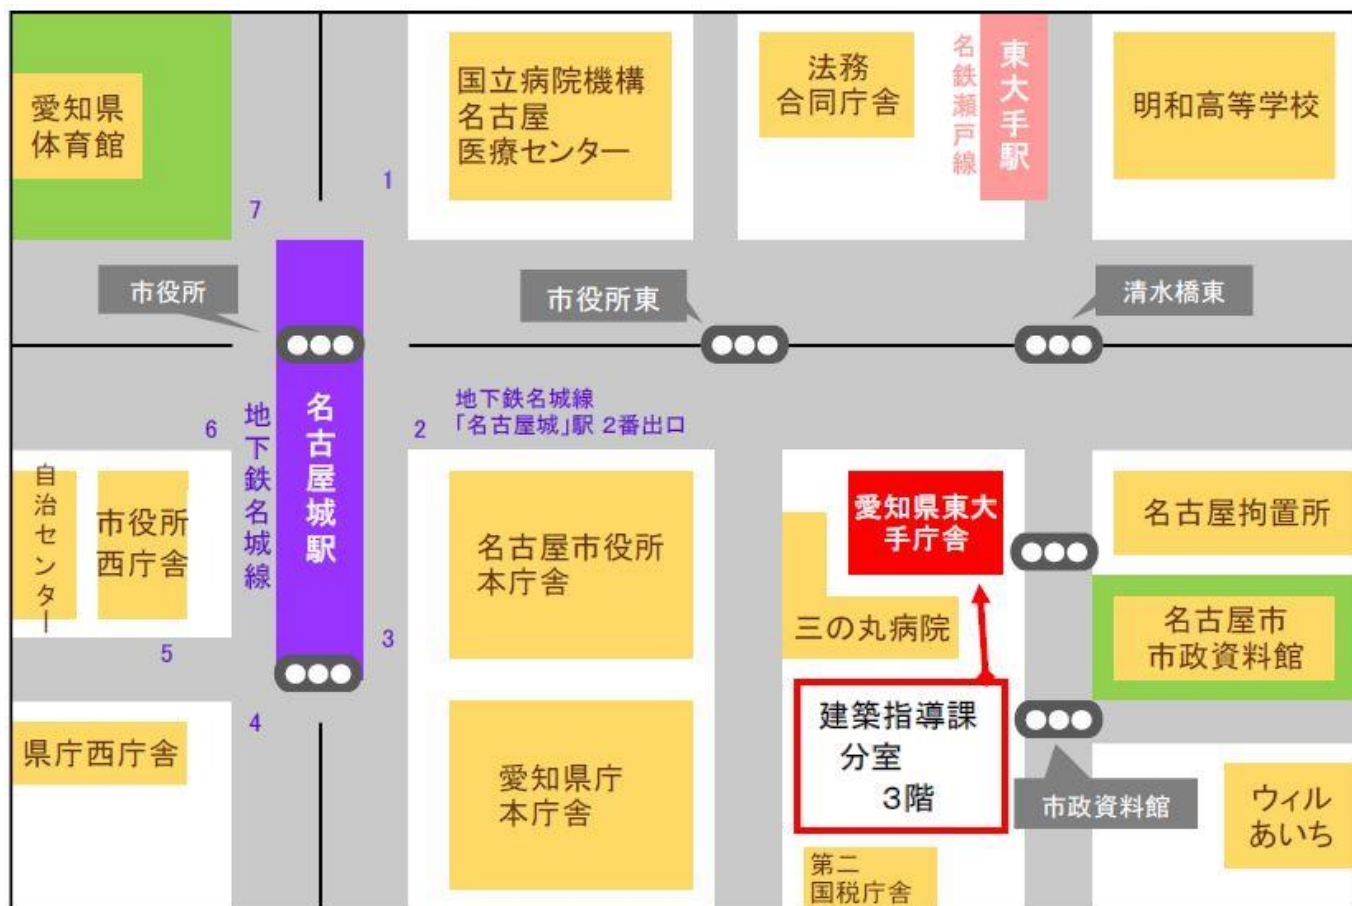 愛知県
体育館
国立病院機構
名古屋
医療センター
法務
合同庁舎
名鉄瀬戸線
東大手駅
明和高等学校
1
7
市役所
市役所東
清水橋東
地下鉄名城線
名古屋城駅
6
2
地下鉄名城線
「名古屋城」駅 2番出口
自治センター
市役所
西庁舎
名古屋市役所
本庁舎
愛知県東大
手庁舎
名古屋拘置所
三の丸病院
名古屋市
市政資料館
5
3
4
県庁西庁舎
愛知県庁
本庁舎
建築指導課
分室
3階
市政資料館
ウィル
あいち
第二
国税庁舎